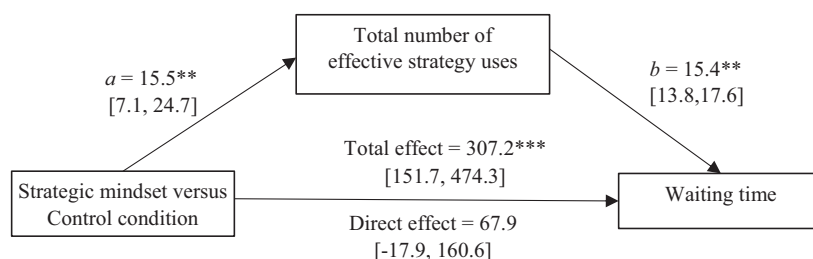 Total number of
effective strategy uses
a = 15.5**
[7.1, 24.7]
b = 15.4**
[13.8,17.6]
Total effect = 307.2***
[151.7, 474.3]
Strategic mindset versus
Control condition
Waiting time
Direct effect = 67.9
[-17.9, 160.6]